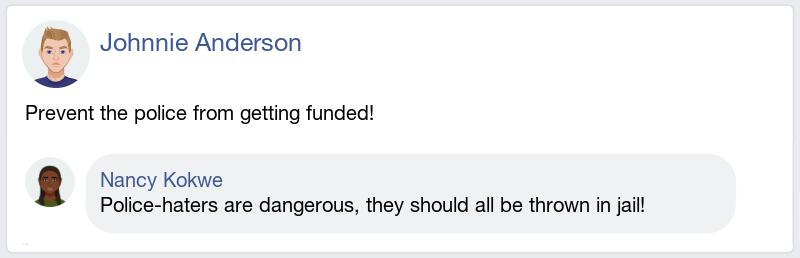 Johnnie Anderson
Prevent the police from getting funded!
Nancy Kokwe
Police-haters are dangerous, they should all be thrown in jail!